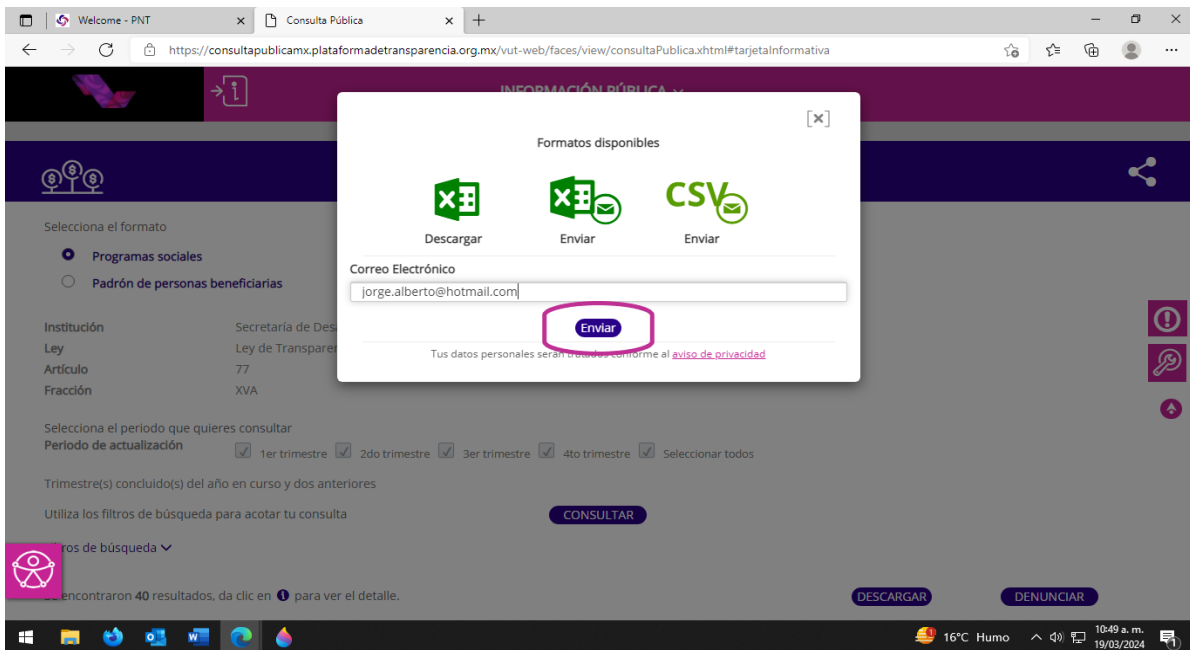 Welcome - PNT
Consulta Pública
https://consultapublicamx.plataformadetransparencia.org.mx/vut-web/faces/view/consultaPublica.xhtml#tarjetaInformativa
INFORMACIÓN PÚBLICA
[×]
Formatos disponibles
CSV
Descargar Enviar Enviar
Correo Electrónico
jorge.alberto@hotmail.com
Enviar
Tus datos personales serán tratados conforme al aviso de privacidad
Selecciona el formato
Programas sociales
Padrón de personas beneficiarias
Institución Secretaría de Des
Ley Ley de Transparen
Artículo 77
Fracción XVA
Selecciona el periodo que quieres consultar
Periodo de actualización 1er trimestre 2do trimestre 3er trimestre 4to trimestre Seleccionar todos
Trimestre(s) concluido(s) del año en curso y dos anteriores
Utiliza los filtros de búsqueda para acotar tu consulta CONSULTAR
ros de búsqueda
encontraron 40 resultados, da clic en para ver el detalle.
DESCARGAR DENUNCIAR
16°C Humo 10:49 a. m.
19/03/2024